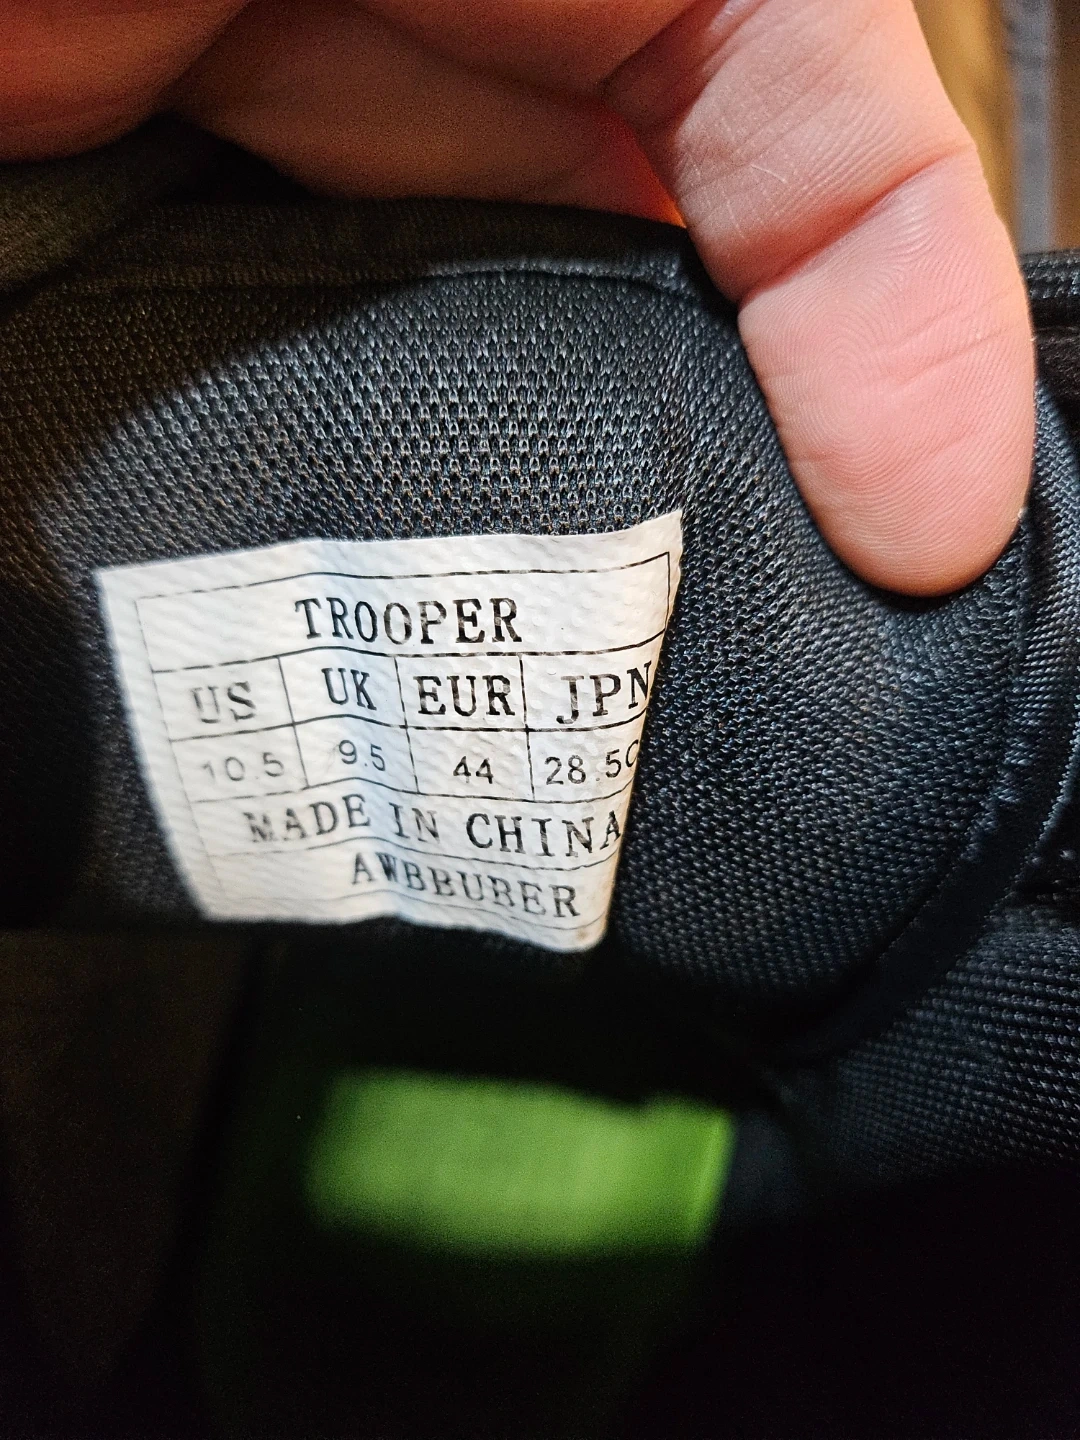 TROOPER
US UK EUR JPN
10.5 9.5 44 28.5C
MADE IN CHINA
AWBBURER